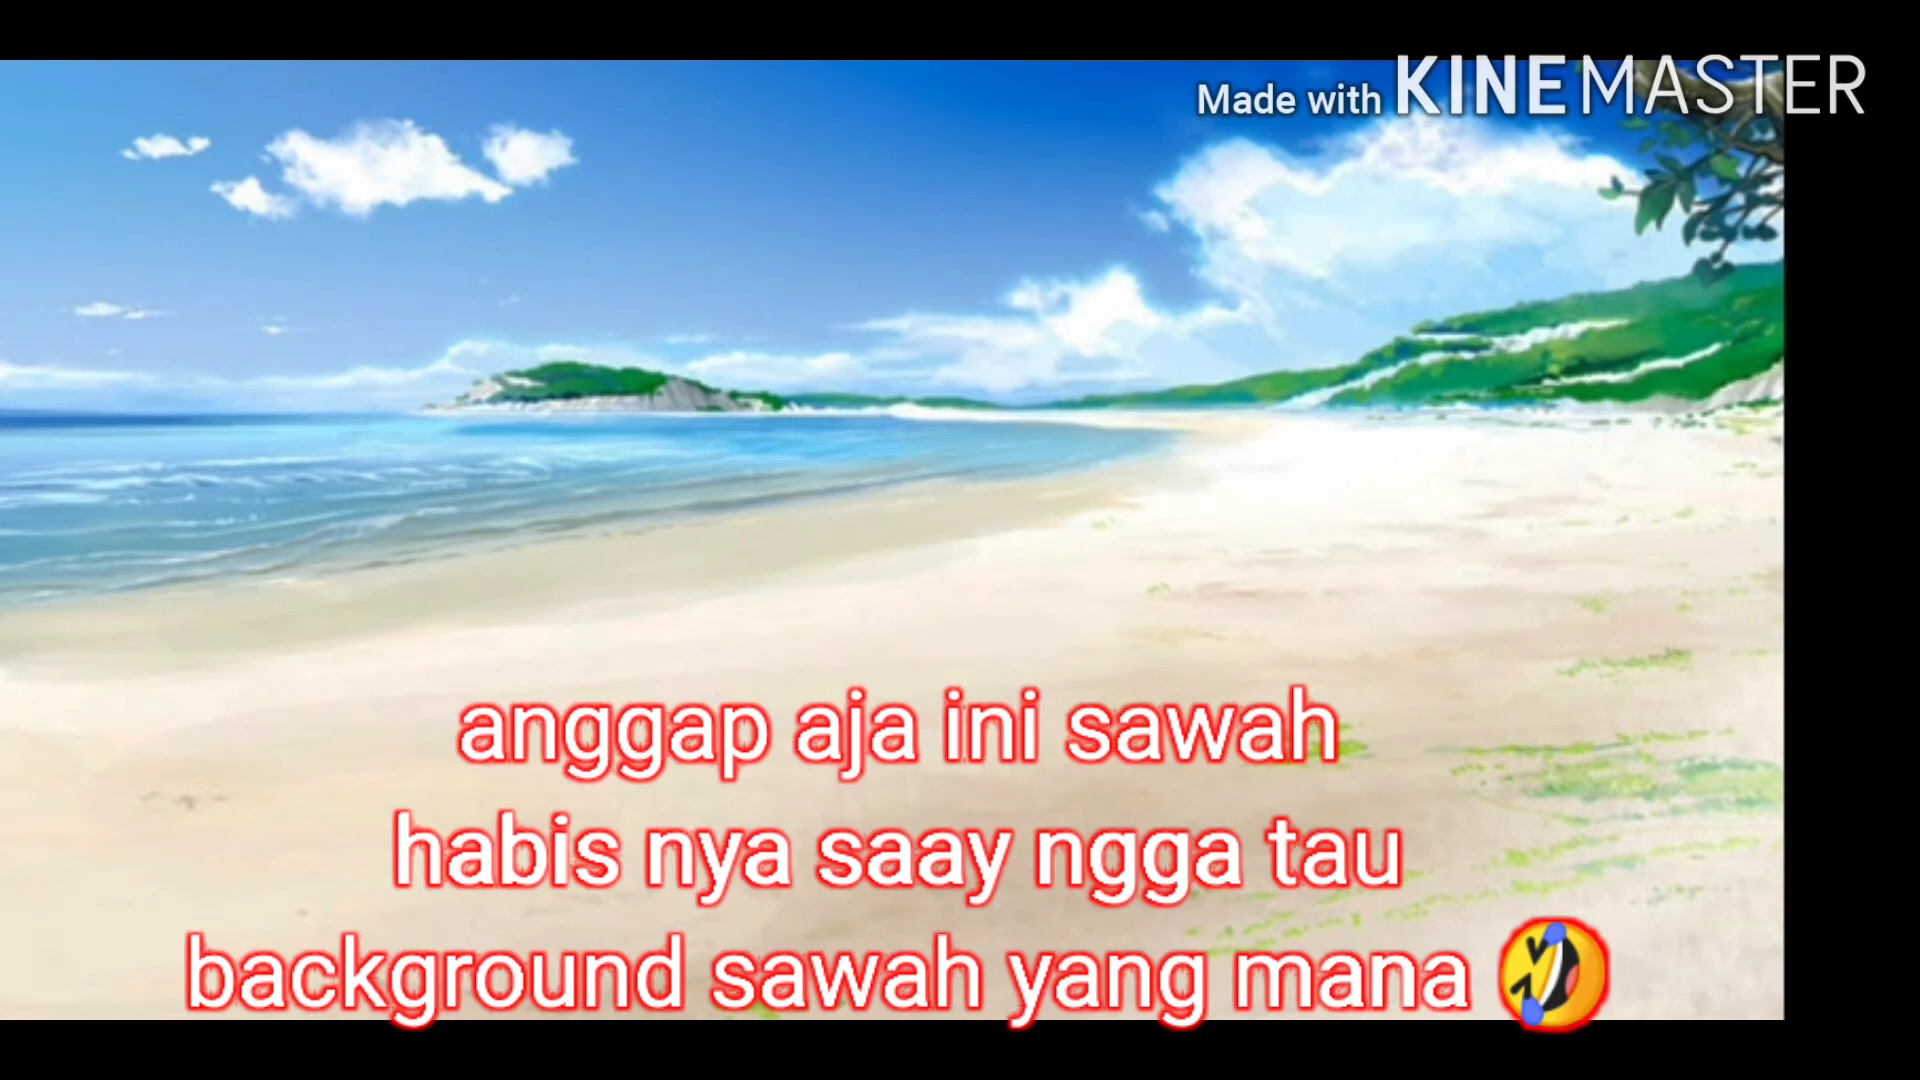 Made with KINEMASTER
anggap aja ini sawah
habis nya saay ngga tau
background sawah yang mana 🤣